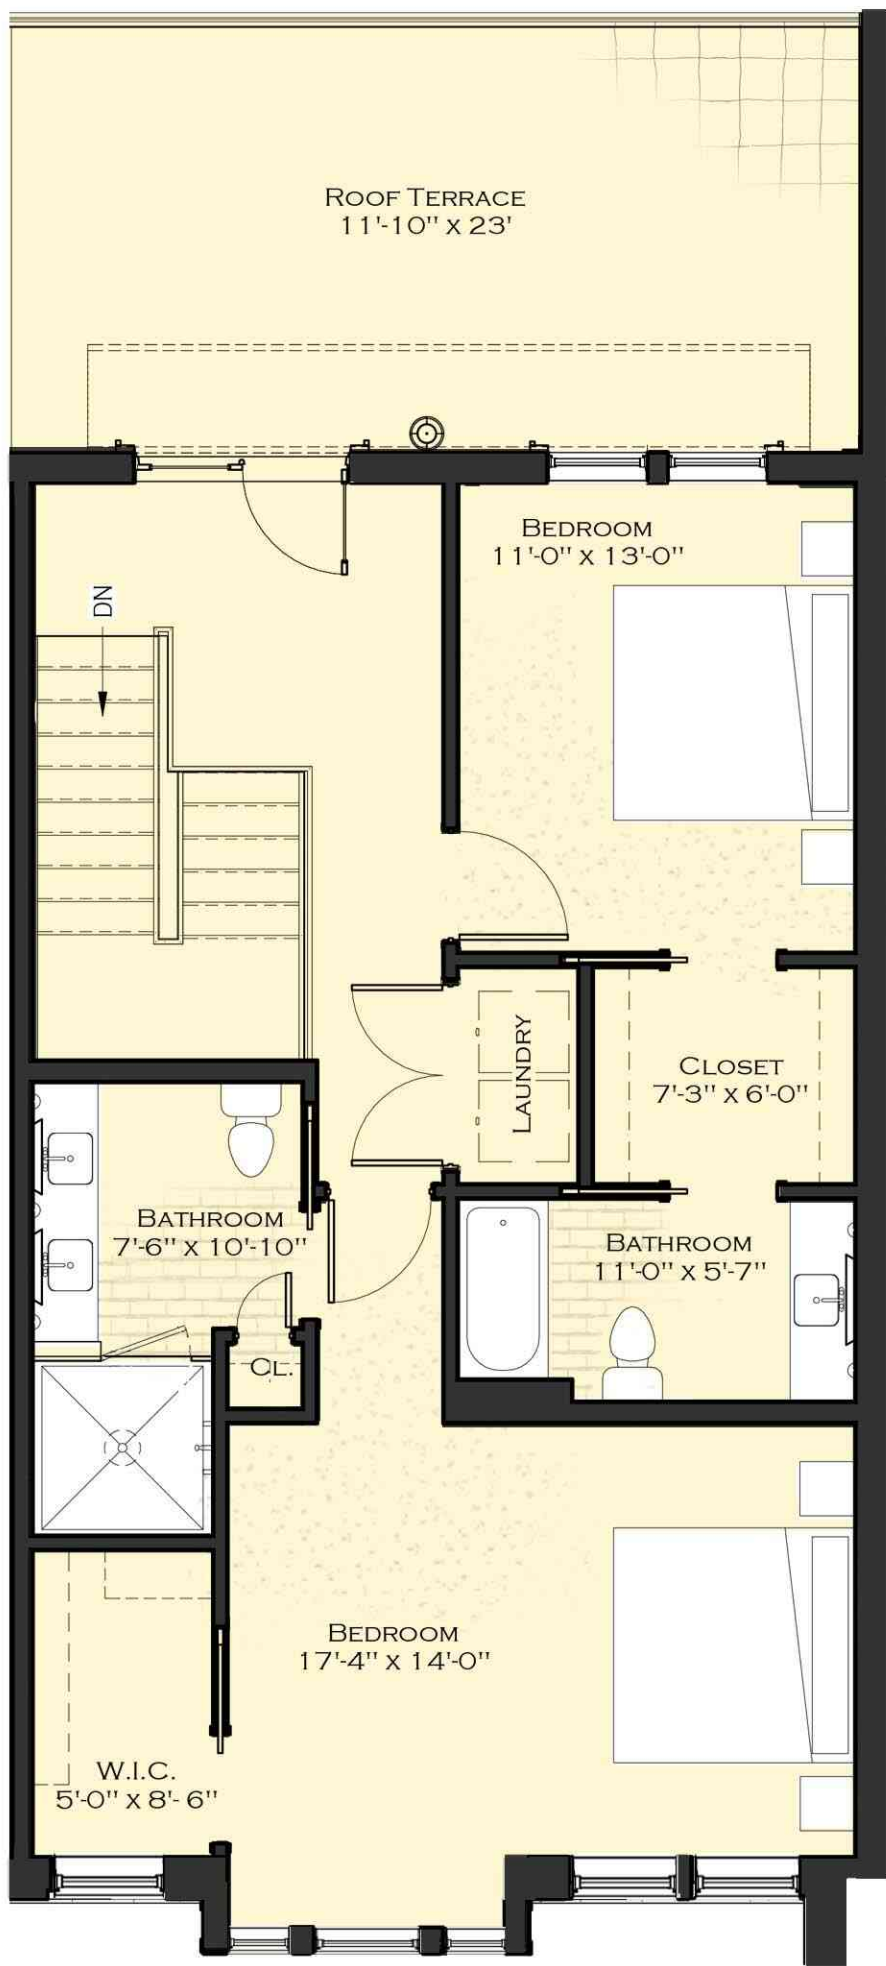 ROOF TERRACE
11'-10" X 23'
BEDROOM
11'-0" X 13'-0"
DN
LAUNDRY
CLOSET
7'-3" X 6'-0"
BATHROOM
7'-6" X 10'-10"
BATHROOM
11'-0" X 5'-7"
CL.
BEDROOM
17'-4" X 14'-0"
W.I.C.
5'-0" X 8'- 6"